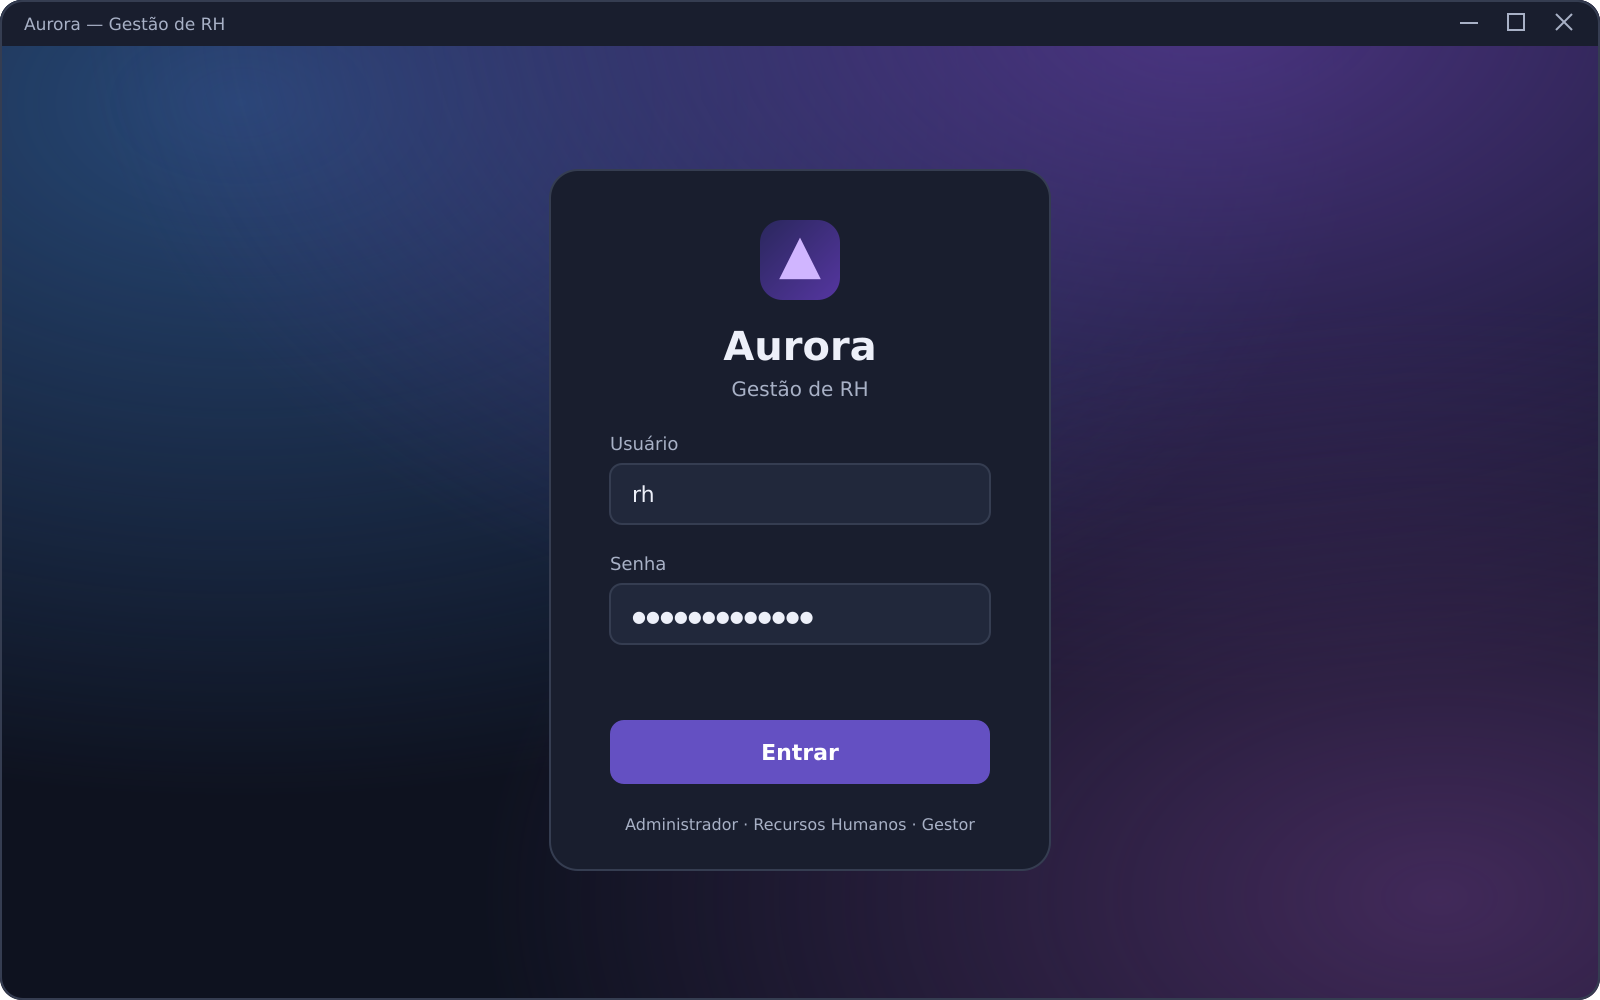 Aurora — Gestão de RH
Aurora
Gestão de RH
Usuário
rh
Senha
●●●●●●●●●●●●●
Entrar
Administrador · Recursos Humanos · Gestor